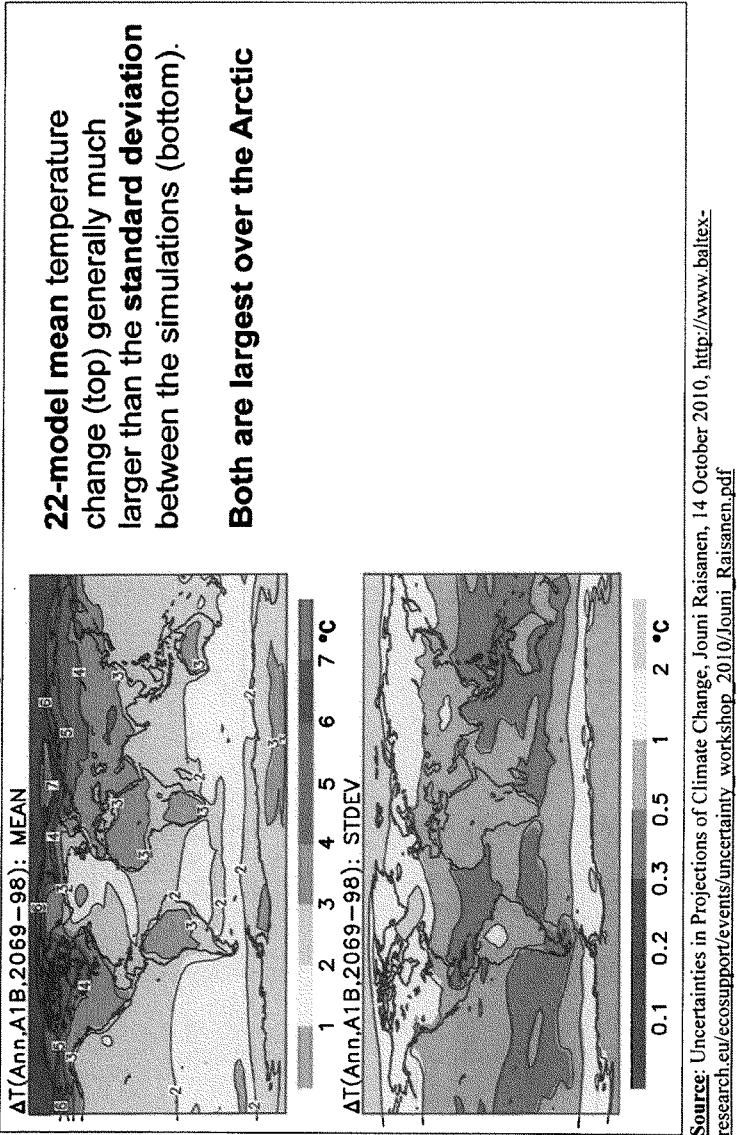 ΔT(Ann,A1B,2069–98): MEAN
1 2 3 4 5 6 7 °C
ΔT(Ann,A1B,2069–98): STDEV
0.1 0.2 0.3 0.5 1 2 °C
22-model mean temperature
change (top) generally much
larger than the standard deviation
between the simulations (bottom).
Both are largest over the Arctic
Source: Uncertainties in Projections of Climate Change, Jouni Raisanen, 14 October 2010, http://www.baltex-
research.eu/ecosupport/events/uncertainty_workshop_2010/Jouni_Raisanen.pdf